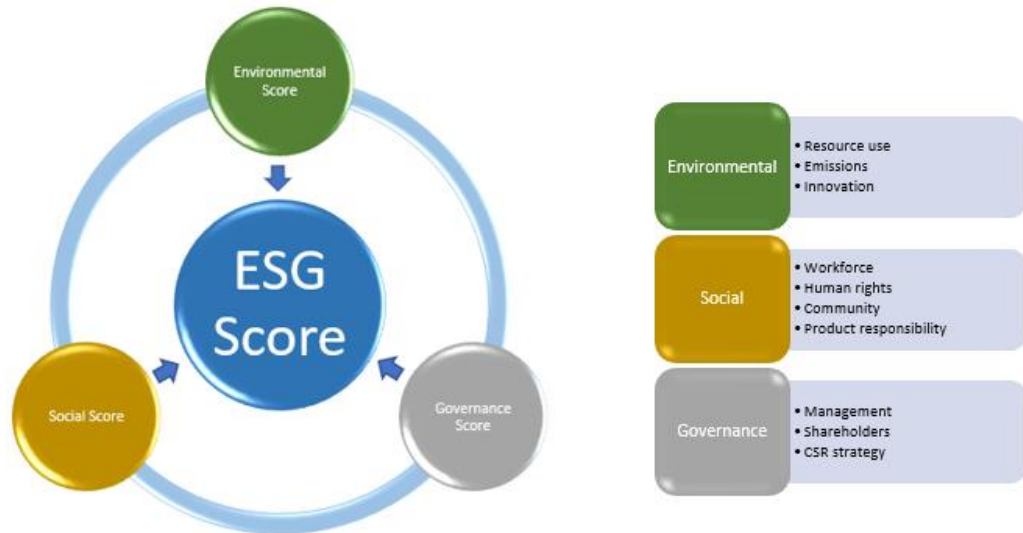 Environmental
Score
ESG
Score
Social Score
Governance
Score
Environmental
• Resource use
• Emissions
• Innovation
Social
• Workforce
• Human rights
• Community
• Product responsibility
Governance
• Management
• Shareholders
• CSR strategy